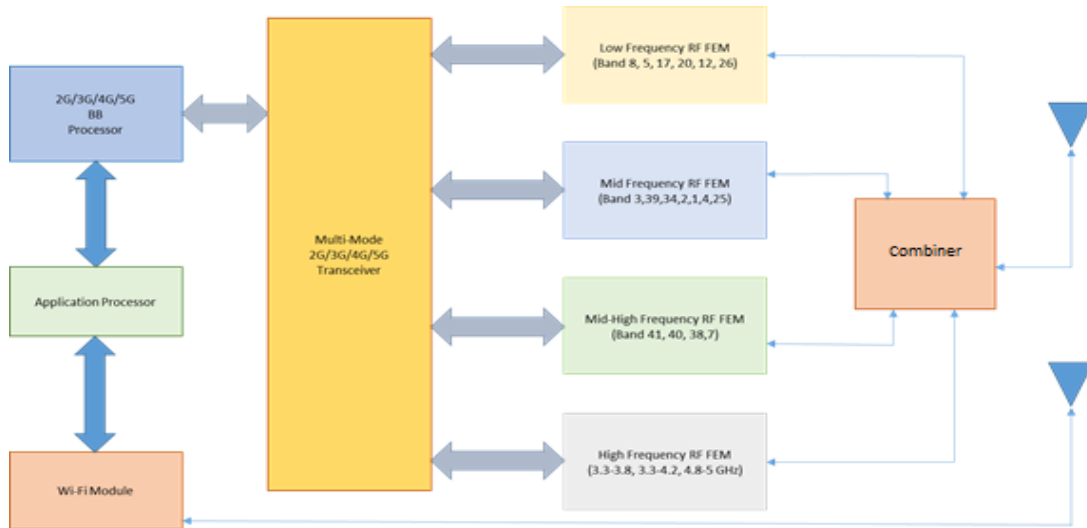 2G/3G/4G/5G
BB
Processor
Application Processor
Wi-Fi Module
Multi-Mode
2G/3G/4G/5G
Transceiver
Low Frequency RF FEM
(Band 8, 5, 17, 20, 12, 26)
Mid Frequency RF FEM
(Band 3,39,34,2,1,4,25)
Mid-High Frequency RF FEM
(Band 41, 40, 38,7)
High Frequency RF FEM
(3.3-3.8, 3.3-4.2, 4.8-5 GHz)
Combiner